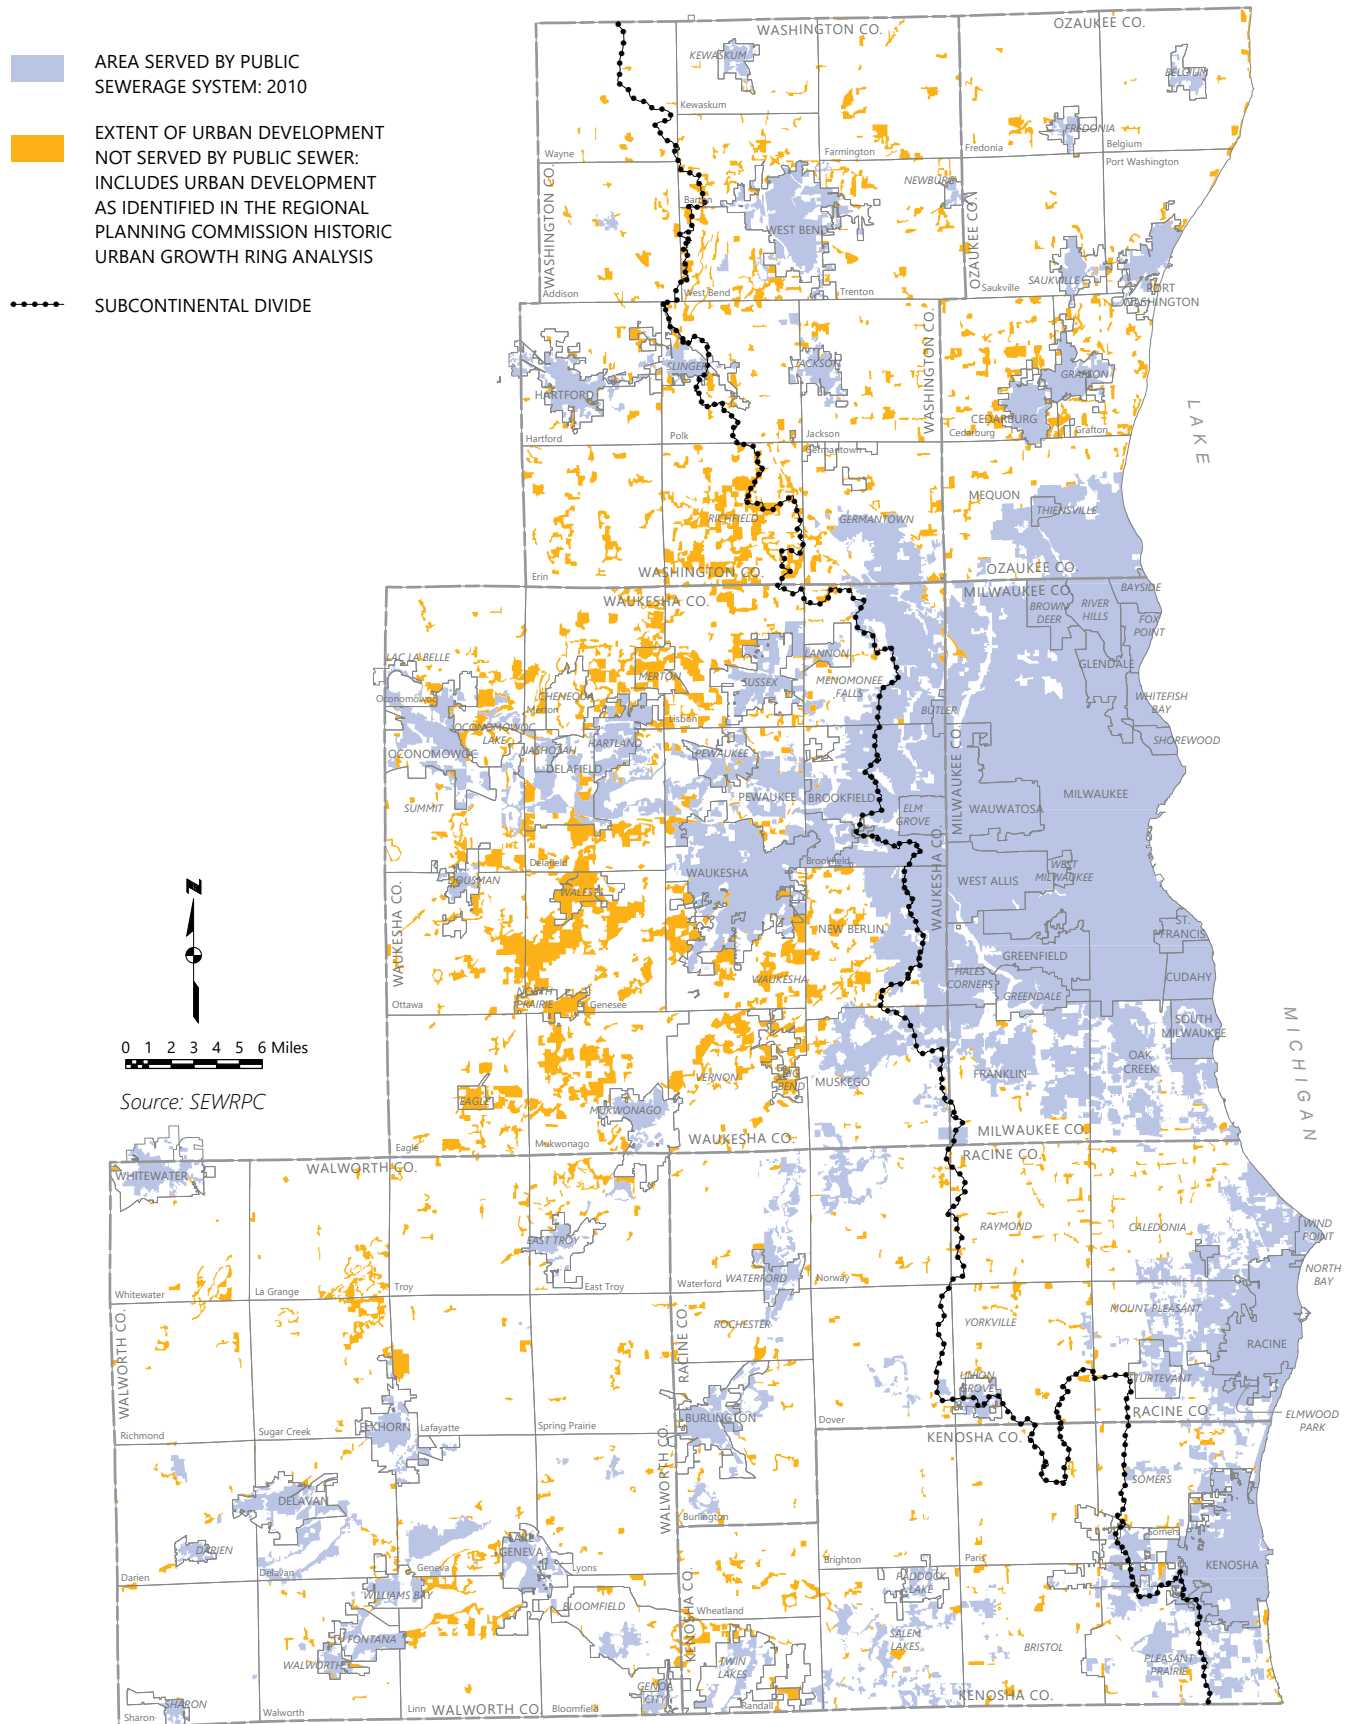 AREA SERVED BY PUBLIC
SEWERAGE SYSTEM: 2010
EXTENT OF URBAN DEVELOPMENT
NOT SERVED BY PUBLIC SEWER:
INCLUDES URBAN DEVELOPMENT
AS IDENTIFIED IN THE REGIONAL
PLANNING COMMISSION HISTORIC
URBAN GROWTH RING ANALYSIS
SUBCONTINENTAL DIVIDE
WASHINGTON CO.
OZAUKEE CO.
KEWASKUM
BELGIUM
Kewaskum
FREDONIA
Wayne
Farmington
Fredonia
Belgium
Port Washington
WASHINGTON CO.
NEWBURG
Barton
OZAUKEE CO.
WEST BEND
SAUKVILLE
PORT
WASHINGTON
Addison
West Bend
Trenton
Saukville
WASHINGTON CO.
SLINGER
JACKSON
GRAFTON
HARTFORD
CEDARBURG
Hartford
Polk
Jackson
Cedarburg
Grafton
Germantown
LAKE
MEQUON
THIENSVILLE
RICHFIELD
GERMANTOWN
Erin
WASHINGTON CO.
OZAUKEE CO.
WAUKESHA CO.
MILWAUKEE CO.
BAYSIDE
BROWN
DEER
RIVER
HILLS
FOX
POINT
LAC LA BELLE
LANNON
GLENDALE
Oconomowoc
CHENEQUA
MERTON
SUSSEX
MENOMONEE
FALLS
WHITEFISH
BAY
Merton
Lisbon
BUTLER
OCONOMOWOC
LAKE
SHOREWOOD
OCONOMOWOC
NASHOTAH
HARTLAND
PEWAUKEE
MILWAUKEE CO.
DELAFIELD
PEWAUKEE
BROOKFIELD
MILWAUKEE
SUMMIT
ELM
GROVE
WAUWATOSA
Delafield
Brookfield
WAUKESHA CO.
DOUSMAN
WALES
WAUKESHA
WEST ALLIS
WEST
MILWAUKEE
WAUKESHA CO.
N
NEW BERLIN
ST.
FRANCIS
GREENFIELD
WAUKESHA
HALES
CORNERS
CUDAHY
NORTH
PRAIRIE
GREENDALE
Ottawa
Genesee
SOUTH
MILWAUKEE
MICHIGAN
0 1 2 3 4 5 6 Miles
Source: SEWRPC
VERNON
BIG
BEND
MUSKEGO
FRANKLIN
OAK
CREEK
EAGLE
MUKWONAGO
Eagle
Mukwonago
WAUKESHA CO.
MILWAUKEE CO.
RACINE CO.
WHITEWATER
WALWORTH CO.
EAST TROY
RAYMOND
CALEDONIA
WIND
POINT
NORTH
BAY
Whitewater
La Grange
Troy
East Troy
Waterford
WATERFORD
Norway
WALWORTH CO.
RACINE CO.
ROCHESTER
YORKVILLE
MOUNT PLEASANT
RACINE
UNION
GROVE
STURTEVANT
ELKHORN
BURLINGTON
Richmond
Sugar Creek
Lafayette
Spring Prairie
Dover
RACINE CO.
ELMWOOD
PARK
KENOSHA CO.
WALWORTH CO.
SOMERS
DELAVAN
Burlington
Somers
DARIEN
LAKE
GENEVA
KENOSHA
Darien
Delavan
Geneva
Lyons
Brighton
Paris
PADDOCK
LAKE
WILLIAMS BAY
BLOOMFIELD
Wheatland
KENOSHA CO.
FONTANA
WALWORTH
TWIN
LAKES
SALEM
LAKES
BRISTOL
PLEASANT
PRAIRIE
GENOA
CITY
SHARON
Sharon
Walworth
Linn
WALWORTH CO.
Bloomfield
Randall
KENOSHA CO.